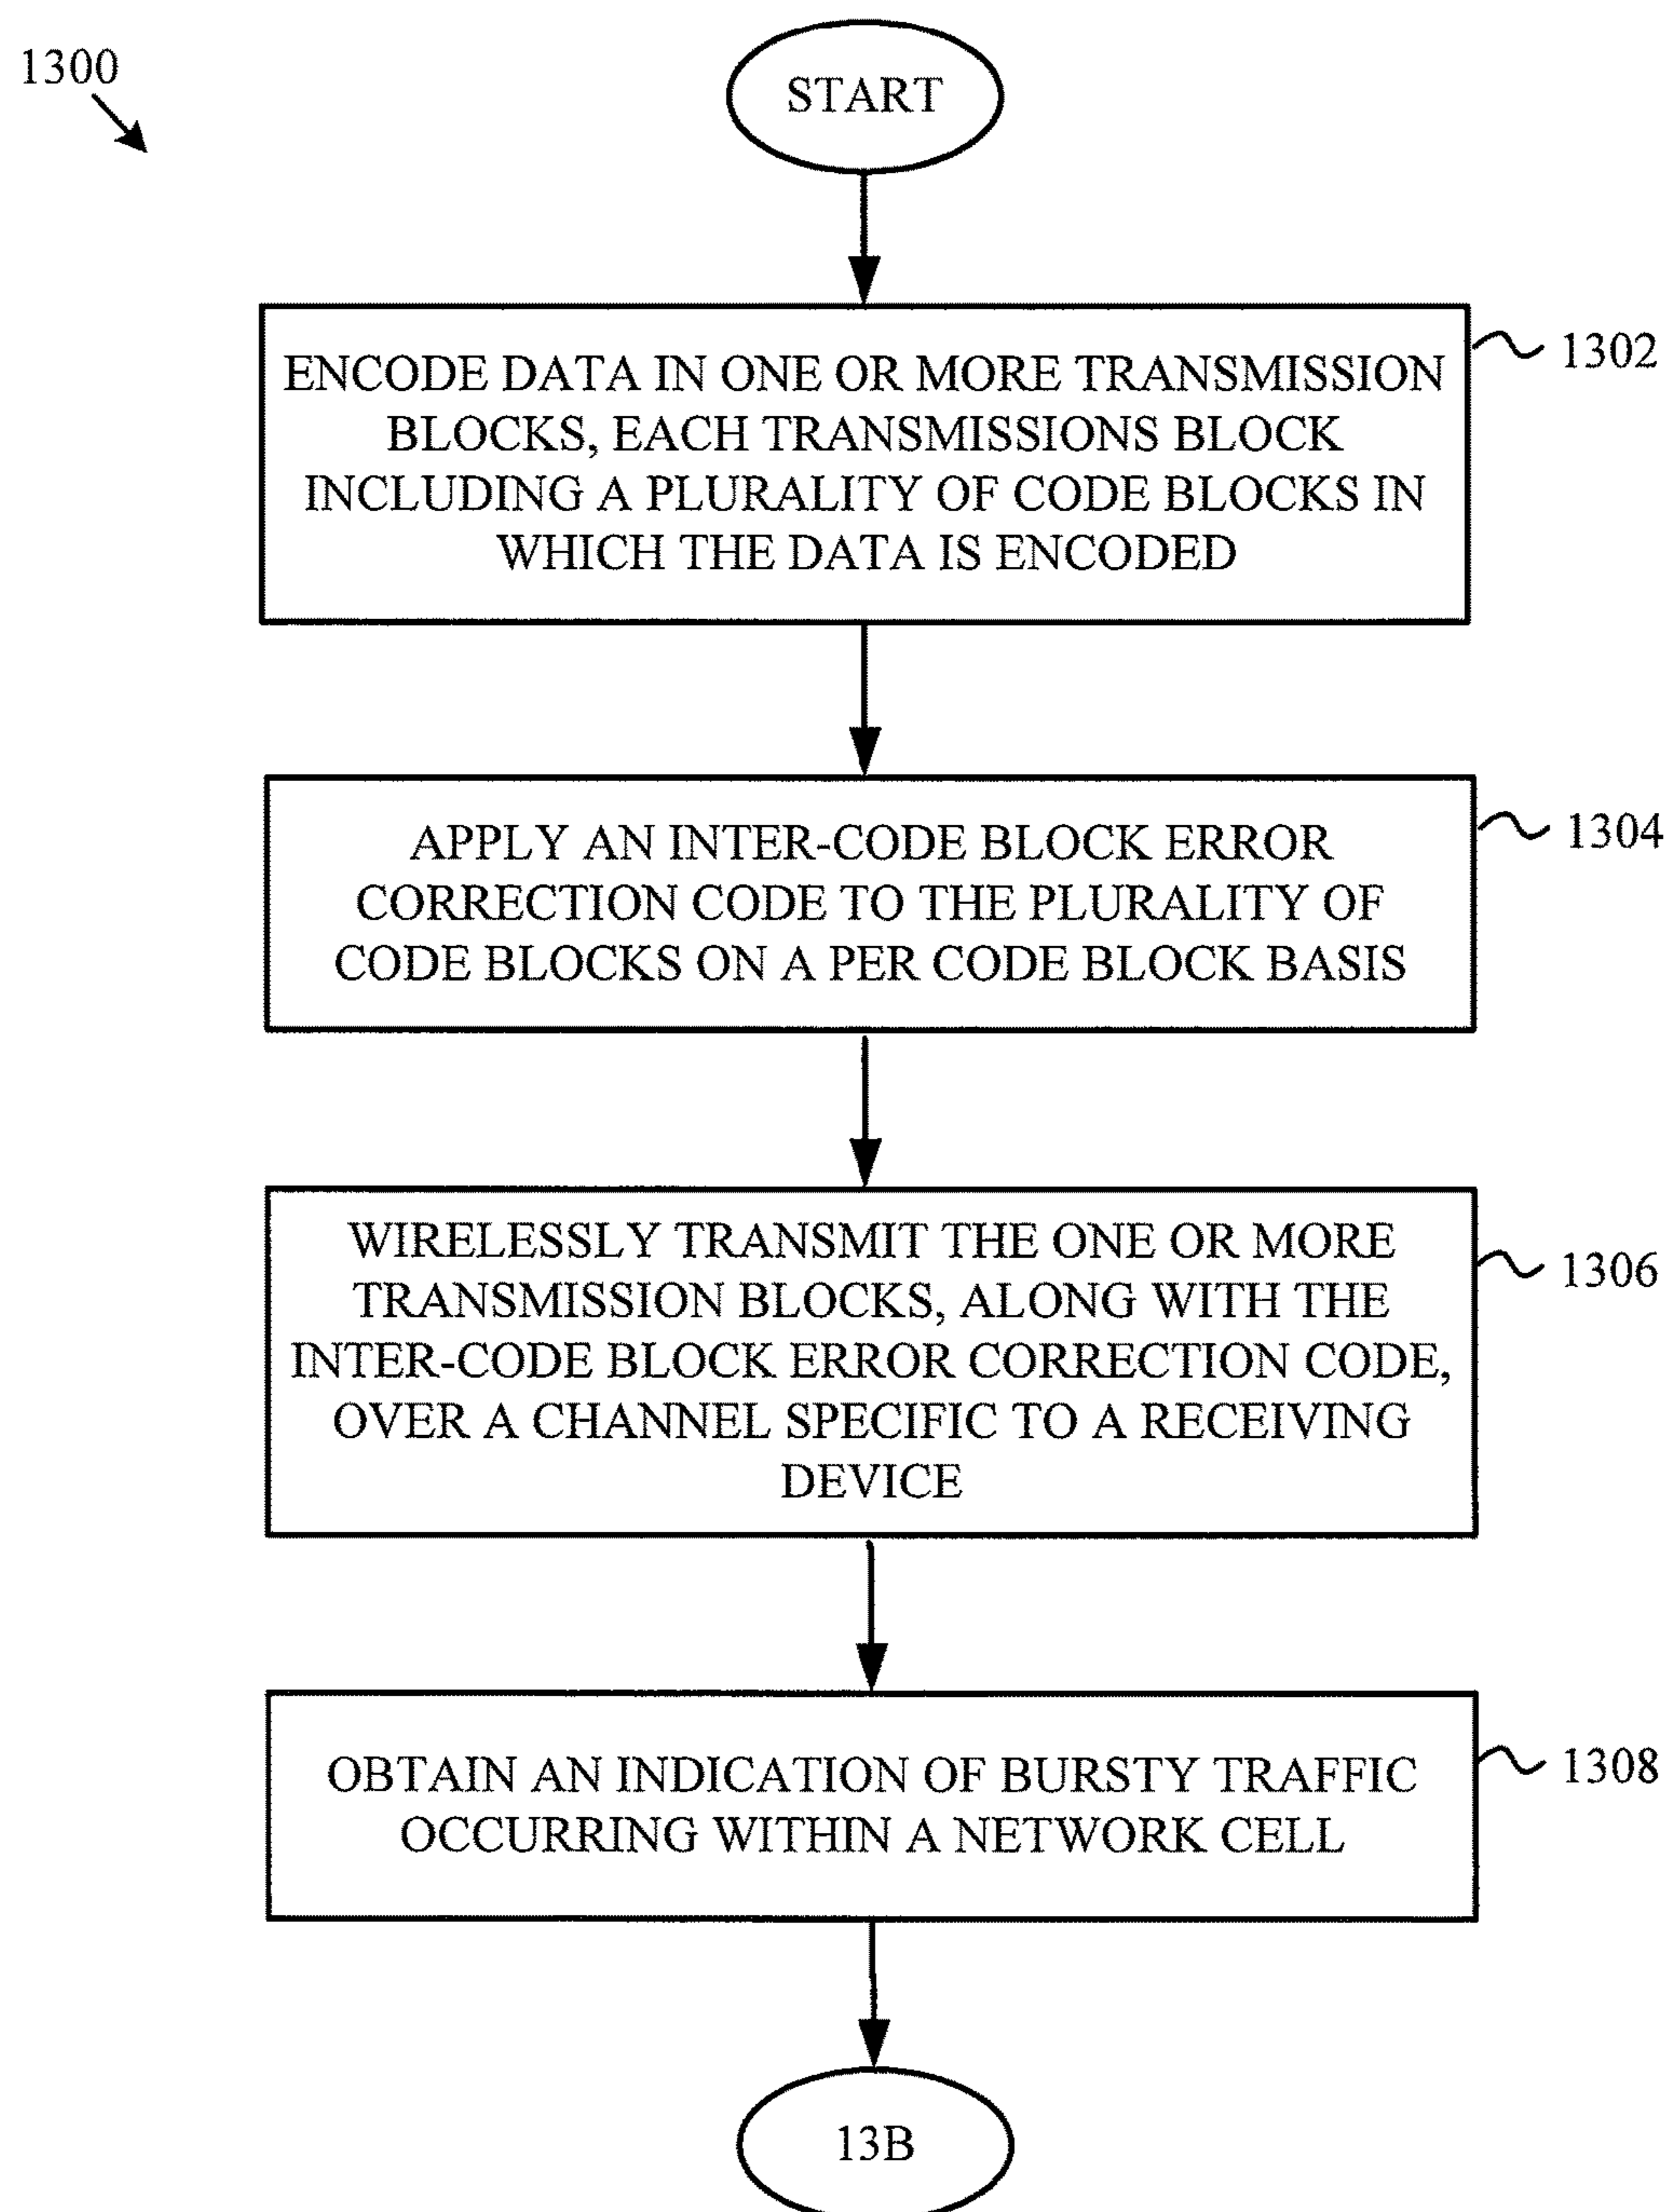 1300
START
ENCODE DATA IN ONE OR MORE TRANSMISSION
BLOCKS, EACH TRANSMISSIONS BLOCK
INCLUDING A PLURALITY OF CODE BLOCKS IN
WHICH THE DATA IS ENCODED
1302
APPLY AN INTER-CODE BLOCK ERROR
CORRECTION CODE TO THE PLURALITY OF
CODE BLOCKS ON A PER CODE BLOCK BASIS
1304
WIRELESSLY TRANSMIT THE ONE OR MORE
TRANSMISSION BLOCKS, ALONG WITH THE
INTER-CODE BLOCK ERROR CORRECTION CODE,
OVER A CHANNEL SPECIFIC TO A RECEIVING
DEVICE
1306
OBTAIN AN INDICATION OF BURSTY TRAFFIC
OCCURRING WITHIN A NETWORK CELL
1308
13B